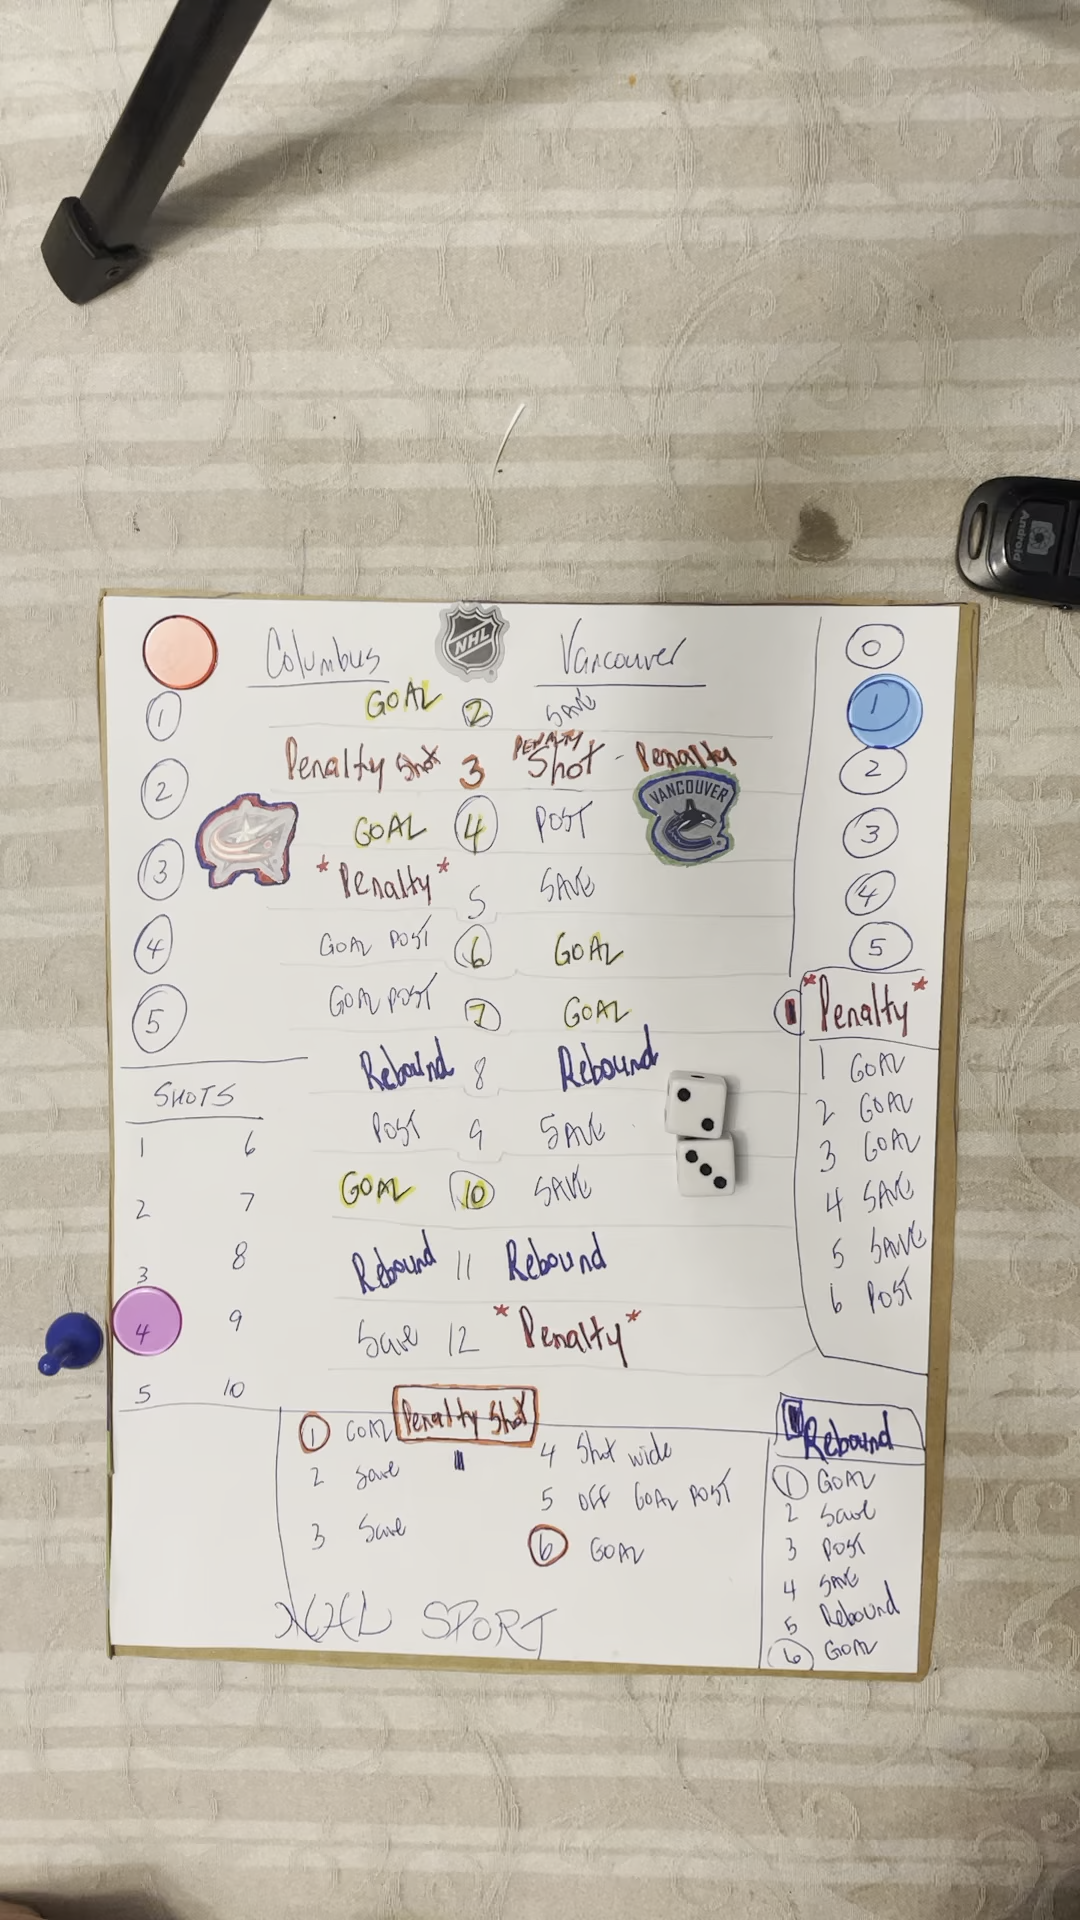 Android
Columbus NHL Vancouver 0
GOAL 2 SAVE
1 1
Penalty Shot 3 PENALTY Shot - Penalty
2 VANCOUVER 2
GOAL 4 POST
3 3
*Penalty* 5 SAVE
4 4
GOAL POST 6 GOAL
5 5
GOAL POST 7 GOAL
Rebound 8 Rebound
POST 9 SAVE
GOAL 10 SAVE
Rebound 11 Rebound
Save 12 *Penalty*
SHOTS
1 6
2 7
3 8
4 9
5 10
*Penalty*
1 GOAL
2 GOAL
3 GOAL
4 SAVE
5 SAVE
6 POST
Penalty Shot
1 GOAL
2 Save
3 Save
4 Shot wide
5 OFF GOAL POST
6 GOAL
Rebound
1 GOAL
2 Save
3 POST
4 SAVE
5 Rebound
6 GOAL
NHL SPORT